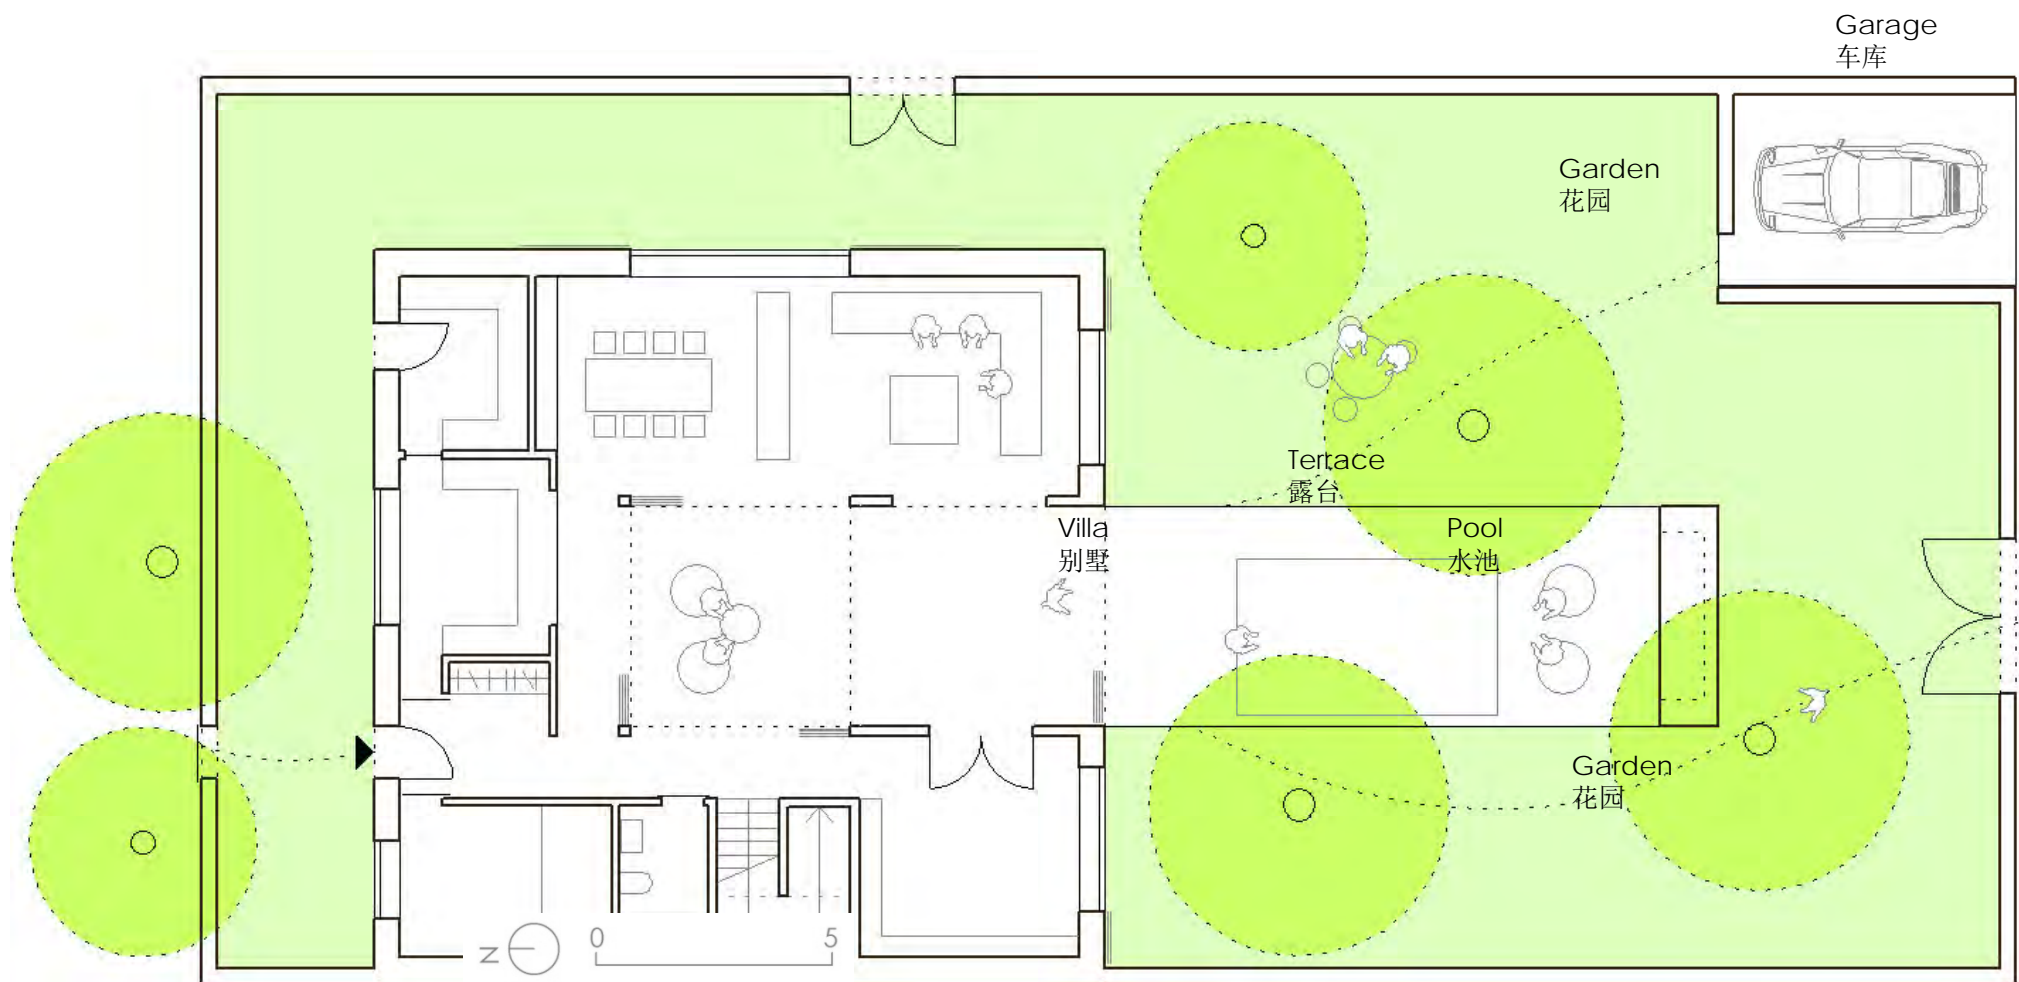 Garage
车库
Garden
花园
Terrace
露台
Villa
别墅
Pool
水池
Garden
花园
N
0 5